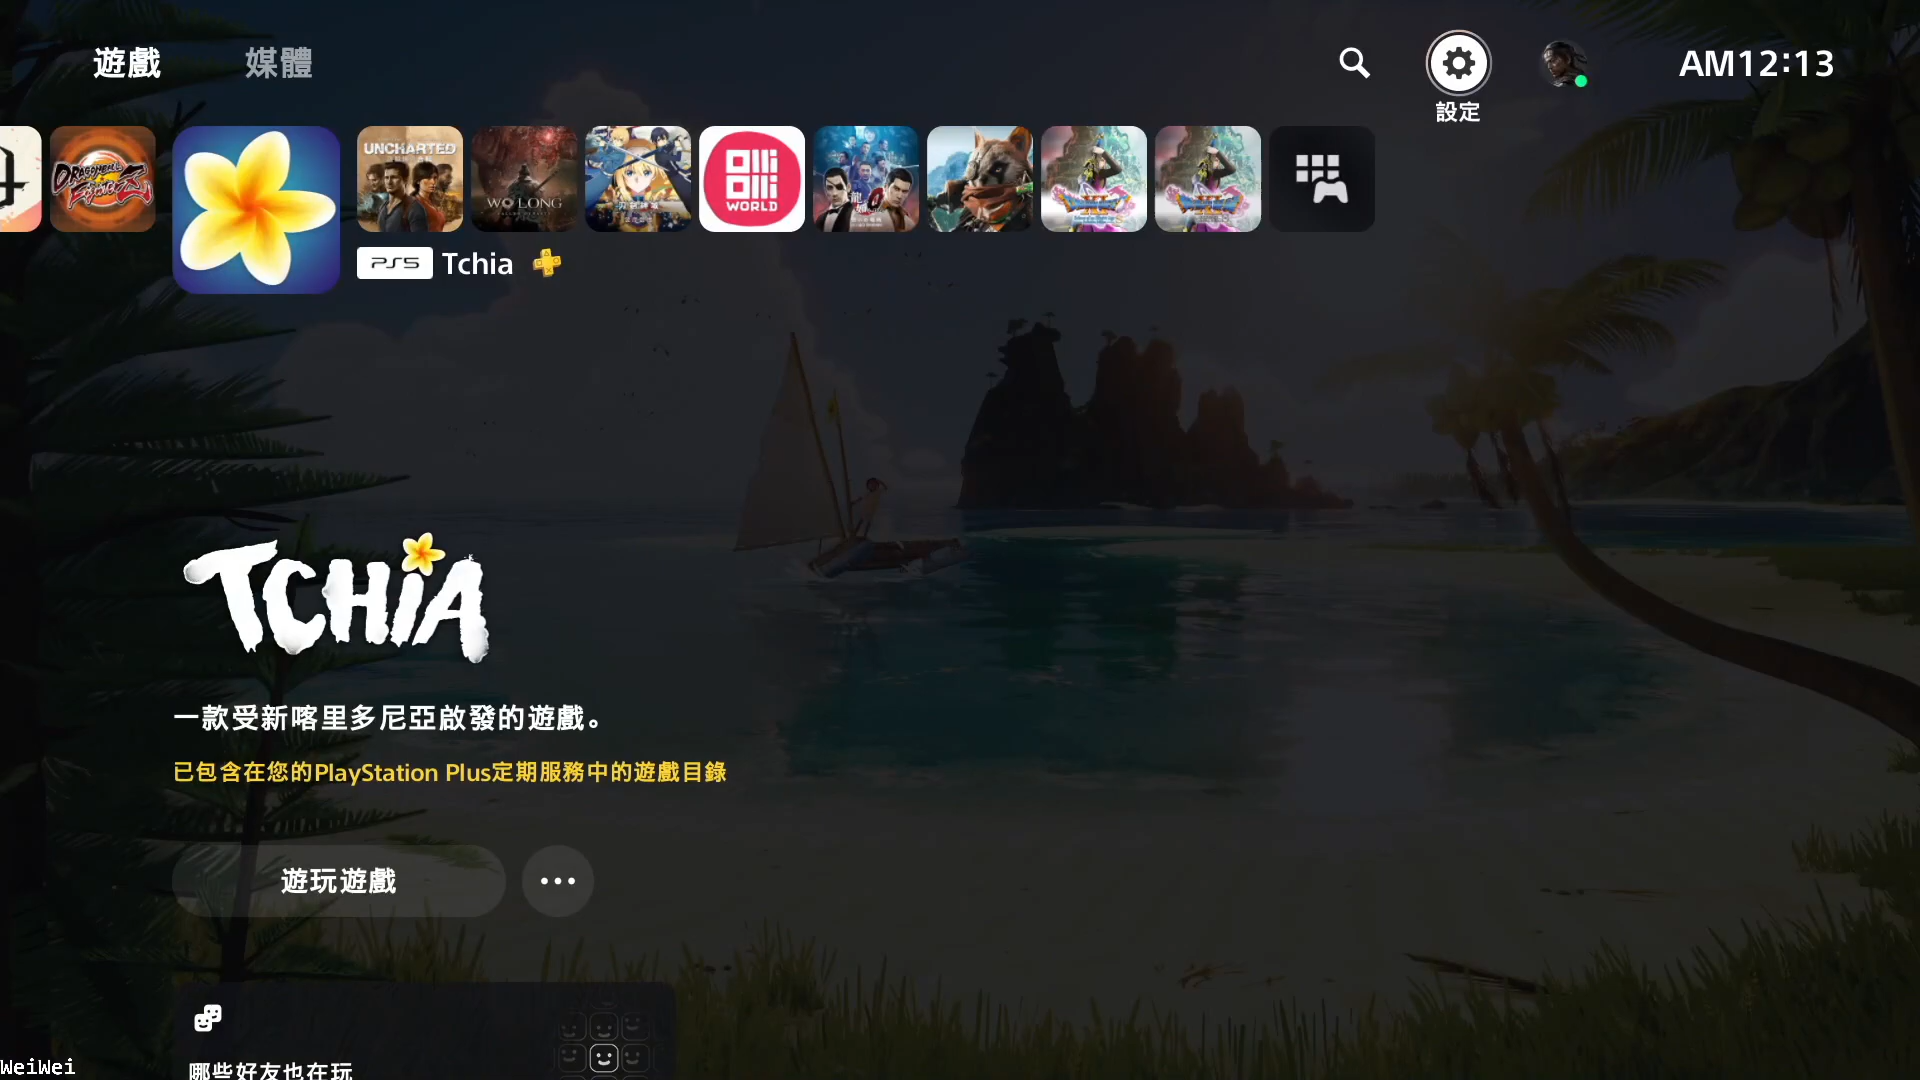 遊戲
媒體
AM12:13
設定
DRAGONBALL
FighterZ
UNCHARTED
WO LONG
OlliOlli
WORLD
PS5 Tchia
TCHiA
一款受新喀里多尼亞啟發的遊戲。
已包含在您的PlayStation Plus定期服務中的遊戲目錄
遊玩遊戲
哪些好友也在玩
WeiWei